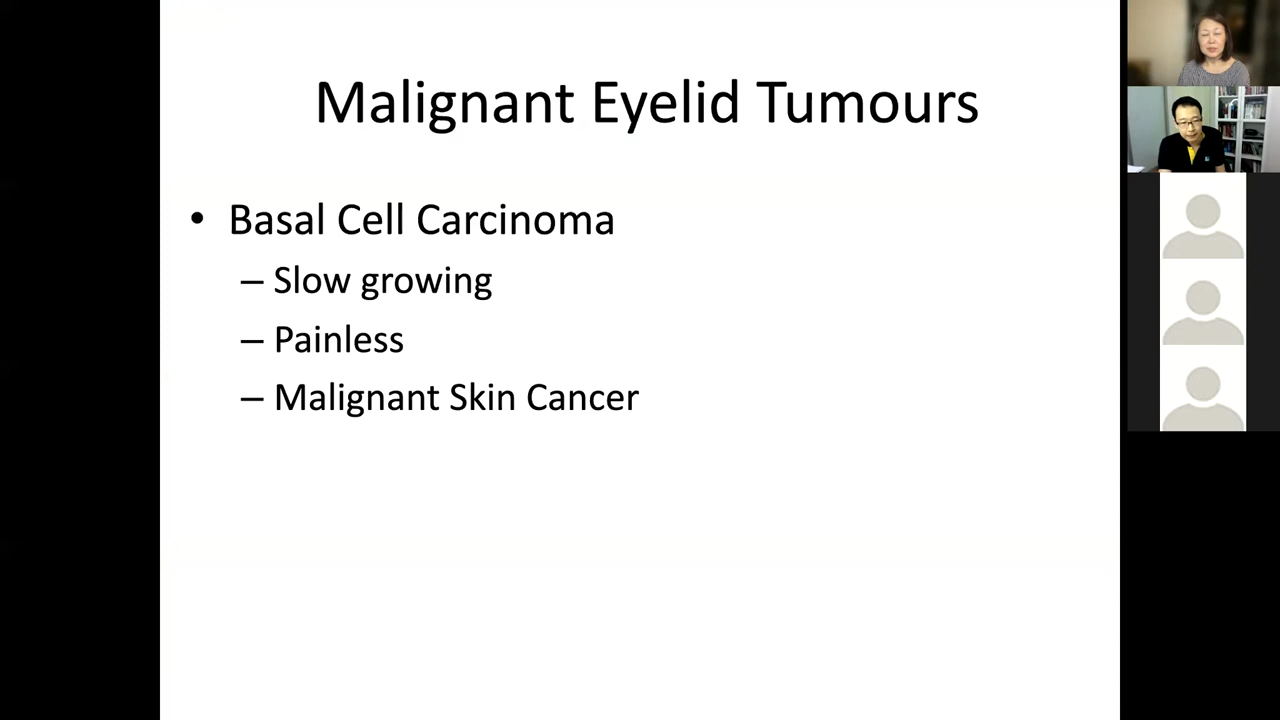 Malignant Eyelid Tumours
• Basal Cell Carcinoma
– Slow growing
– Painless
– Malignant Skin Cancer